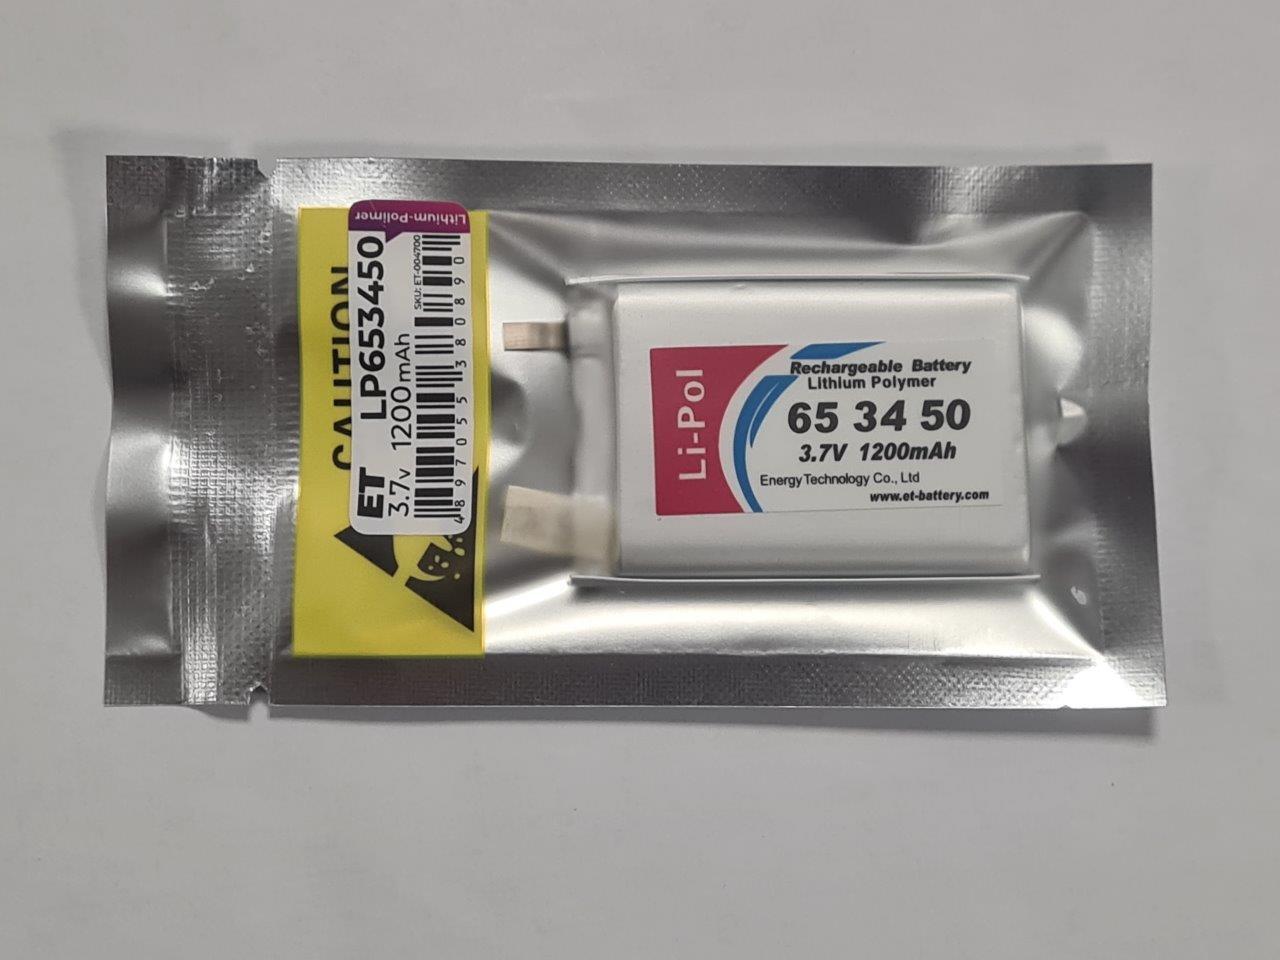 CAUTION
Lithium-Polimer
ET LP653450
3.7v 1200mAh
SKU: ET-004700
4897055380890
Li-Pol
Rechargeable Battery
Lithium Polymer
65 34 50
3.7V 1200mAh
Energy Technology Co., Ltd
www.et-battery.com